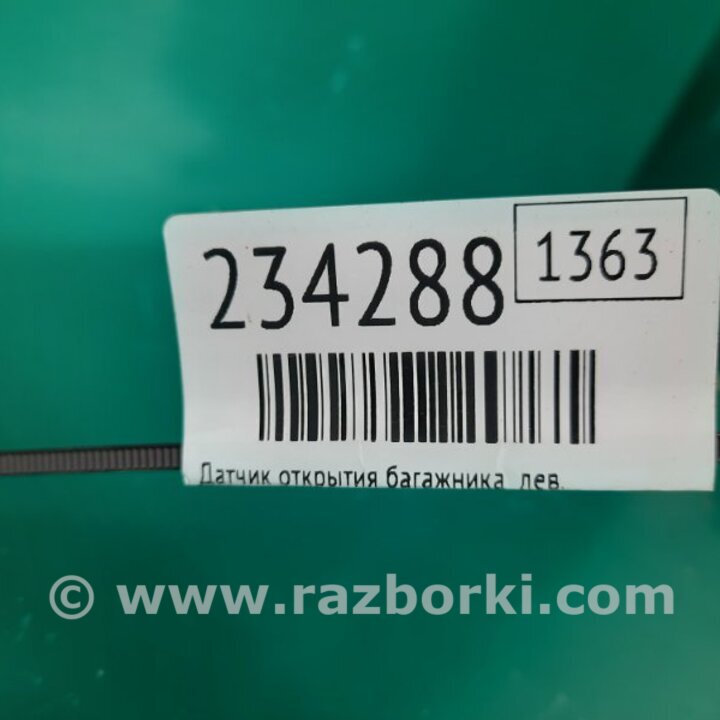 234288 1363
Датчик открытия багажника лев.
© www.razborki.com